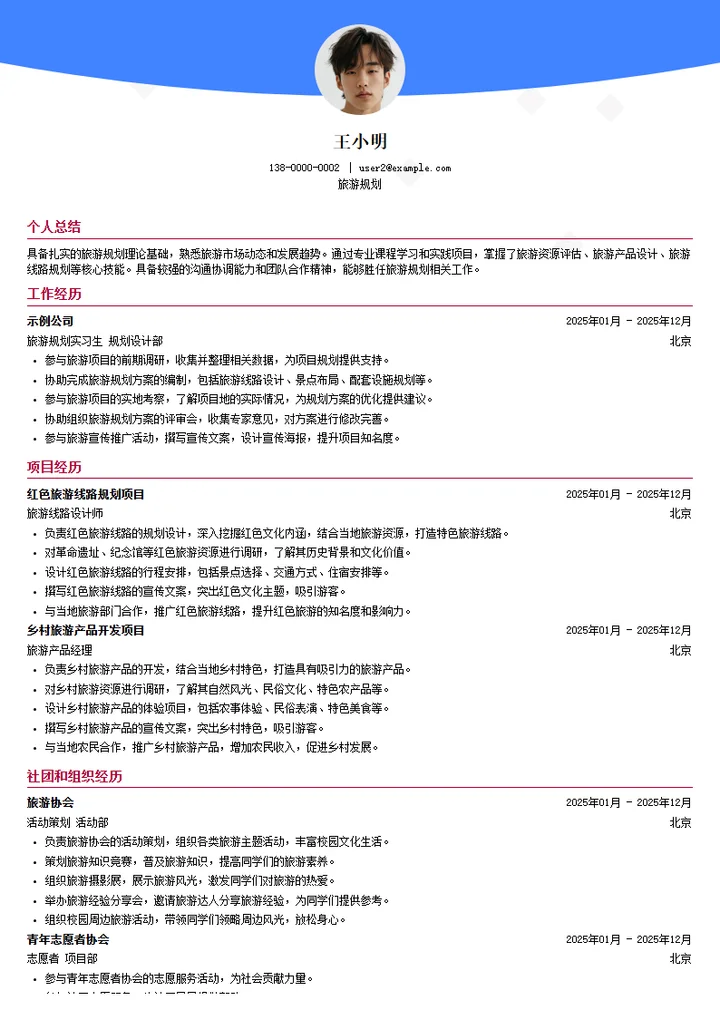 王小明
138-0000-0002 | user2@example.com
旅游规划
个人总结
具备扎实的旅游规划理论基础，熟悉旅游市场动态和发展趋势。通过专业课程学习和实践项目，掌握了旅游资源评估、旅游产品设计、旅游
线路规划等核心技能。具备较强的沟通协调能力和团队合作精神，能够胜任旅游规划相关工作。
工作经历
示例公司 2025年01月 - 2025年12月
旅游规划实习生 规划设计部 北京
• 参与旅游项目的前期调研，收集并整理相关数据，为项目规划提供支持。
• 协助完成旅游规划方案的编制，包括旅游线路设计、景点布局、配套设施规划等。
• 参与旅游项目的实地考察，了解项目地的实际情况，为规划方案的优化提供建议。
• 协助组织旅游规划方案的评审会，收集专家意见，对方案进行修改完善。
• 参与旅游宣传推广活动，撰写宣传文案，设计宣传海报，提升项目知名度。
项目经历
红色旅游线路规划项目 2025年01月 - 2025年12月
旅游线路设计师 北京
• 负责红色旅游线路的规划设计，深入挖掘红色文化内涵，结合当地旅游资源，打造特色旅游线路。
• 对革命遗址、纪念馆等红色旅游资源进行调研，了解其历史背景和文化价值。
• 设计红色旅游线路的行程安排，包括景点选择、交通方式、住宿安排等。
• 撰写红色旅游线路的宣传文案，突出红色文化主题，吸引游客。
• 与当地旅游部门合作，推广红色旅游线路，提升红色旅游的知名度和影响力。
乡村旅游产品开发项目 2025年01月 - 2025年12月
旅游产品经理 北京
• 负责乡村旅游产品的开发，结合当地乡村特色，打造具有吸引力的旅游产品。
• 对乡村旅游资源进行调研，了解其自然风光、民俗文化、特色农产品等。
• 设计乡村旅游产品的体验项目，包括农事体验、民俗表演、特色美食等。
• 撰写乡村旅游产品的宣传文案，突出乡村特色，吸引游客。
• 与当地农民合作，推广乡村旅游产品，增加农民收入，促进乡村发展。
社团和组织经历
旅游协会 2025年01月 - 2025年12月
活动策划 活动部 北京
• 负责旅游协会的活动策划，组织各类旅游主题活动，丰富校园文化生活。
• 策划旅游知识竞赛，普及旅游知识，提高同学们的旅游素养。
• 组织旅游摄影展，展示旅游风光，激发同学们对旅游的热爱。
• 举办旅游经验分享会，邀请旅游达人分享旅游经验，为同学们提供参考。
• 组织校园周边旅游活动，带领同学们领略周边风光，放松身心。
青年志愿者协会 2025年01月 - 2025年12月
志愿者 项目部 北京
• 参与青年志愿者协会的志愿服务活动，为社会贡献力量。